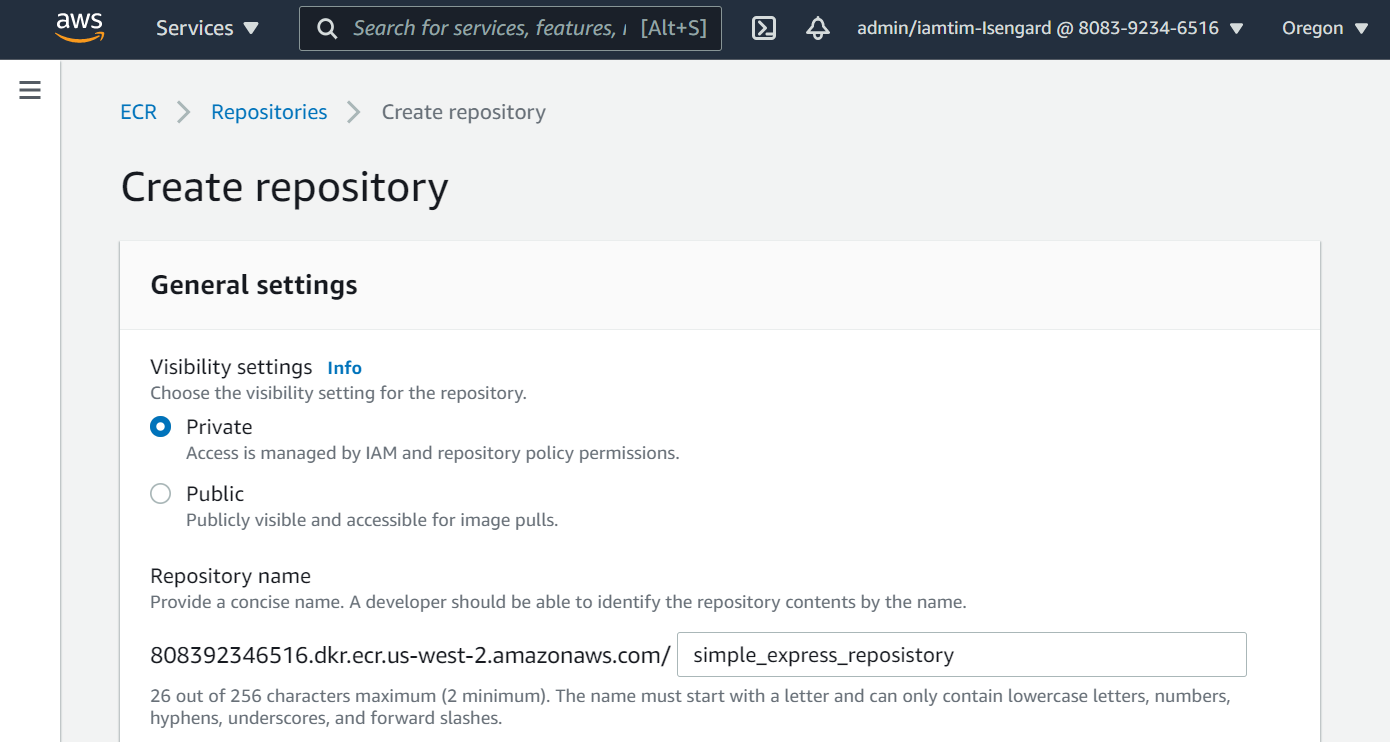 aws Services Search for services, features, [Alt+S] admin/iamtim-Isengard @ 8083-9234-6516 Oregon
ECR Repositories Create repository
Create repository
General settings
Visibility settings Info
Choose the visibility setting for the repository.
Private
Access is managed by IAM and repository policy permissions.
Public
Publicly visible and accessible for image pulls.
Repository name
Provide a concise name. A developer should be able to identify the repository contents by the name.
808392346516.dkr.ecr.us-west-2.amazonaws.com/ simple_express_reposistory
26 out of 256 characters maximum (2 minimum). The name must start with a letter and can only contain lowercase letters, numbers,
hyphens, underscores, and forward slashes.